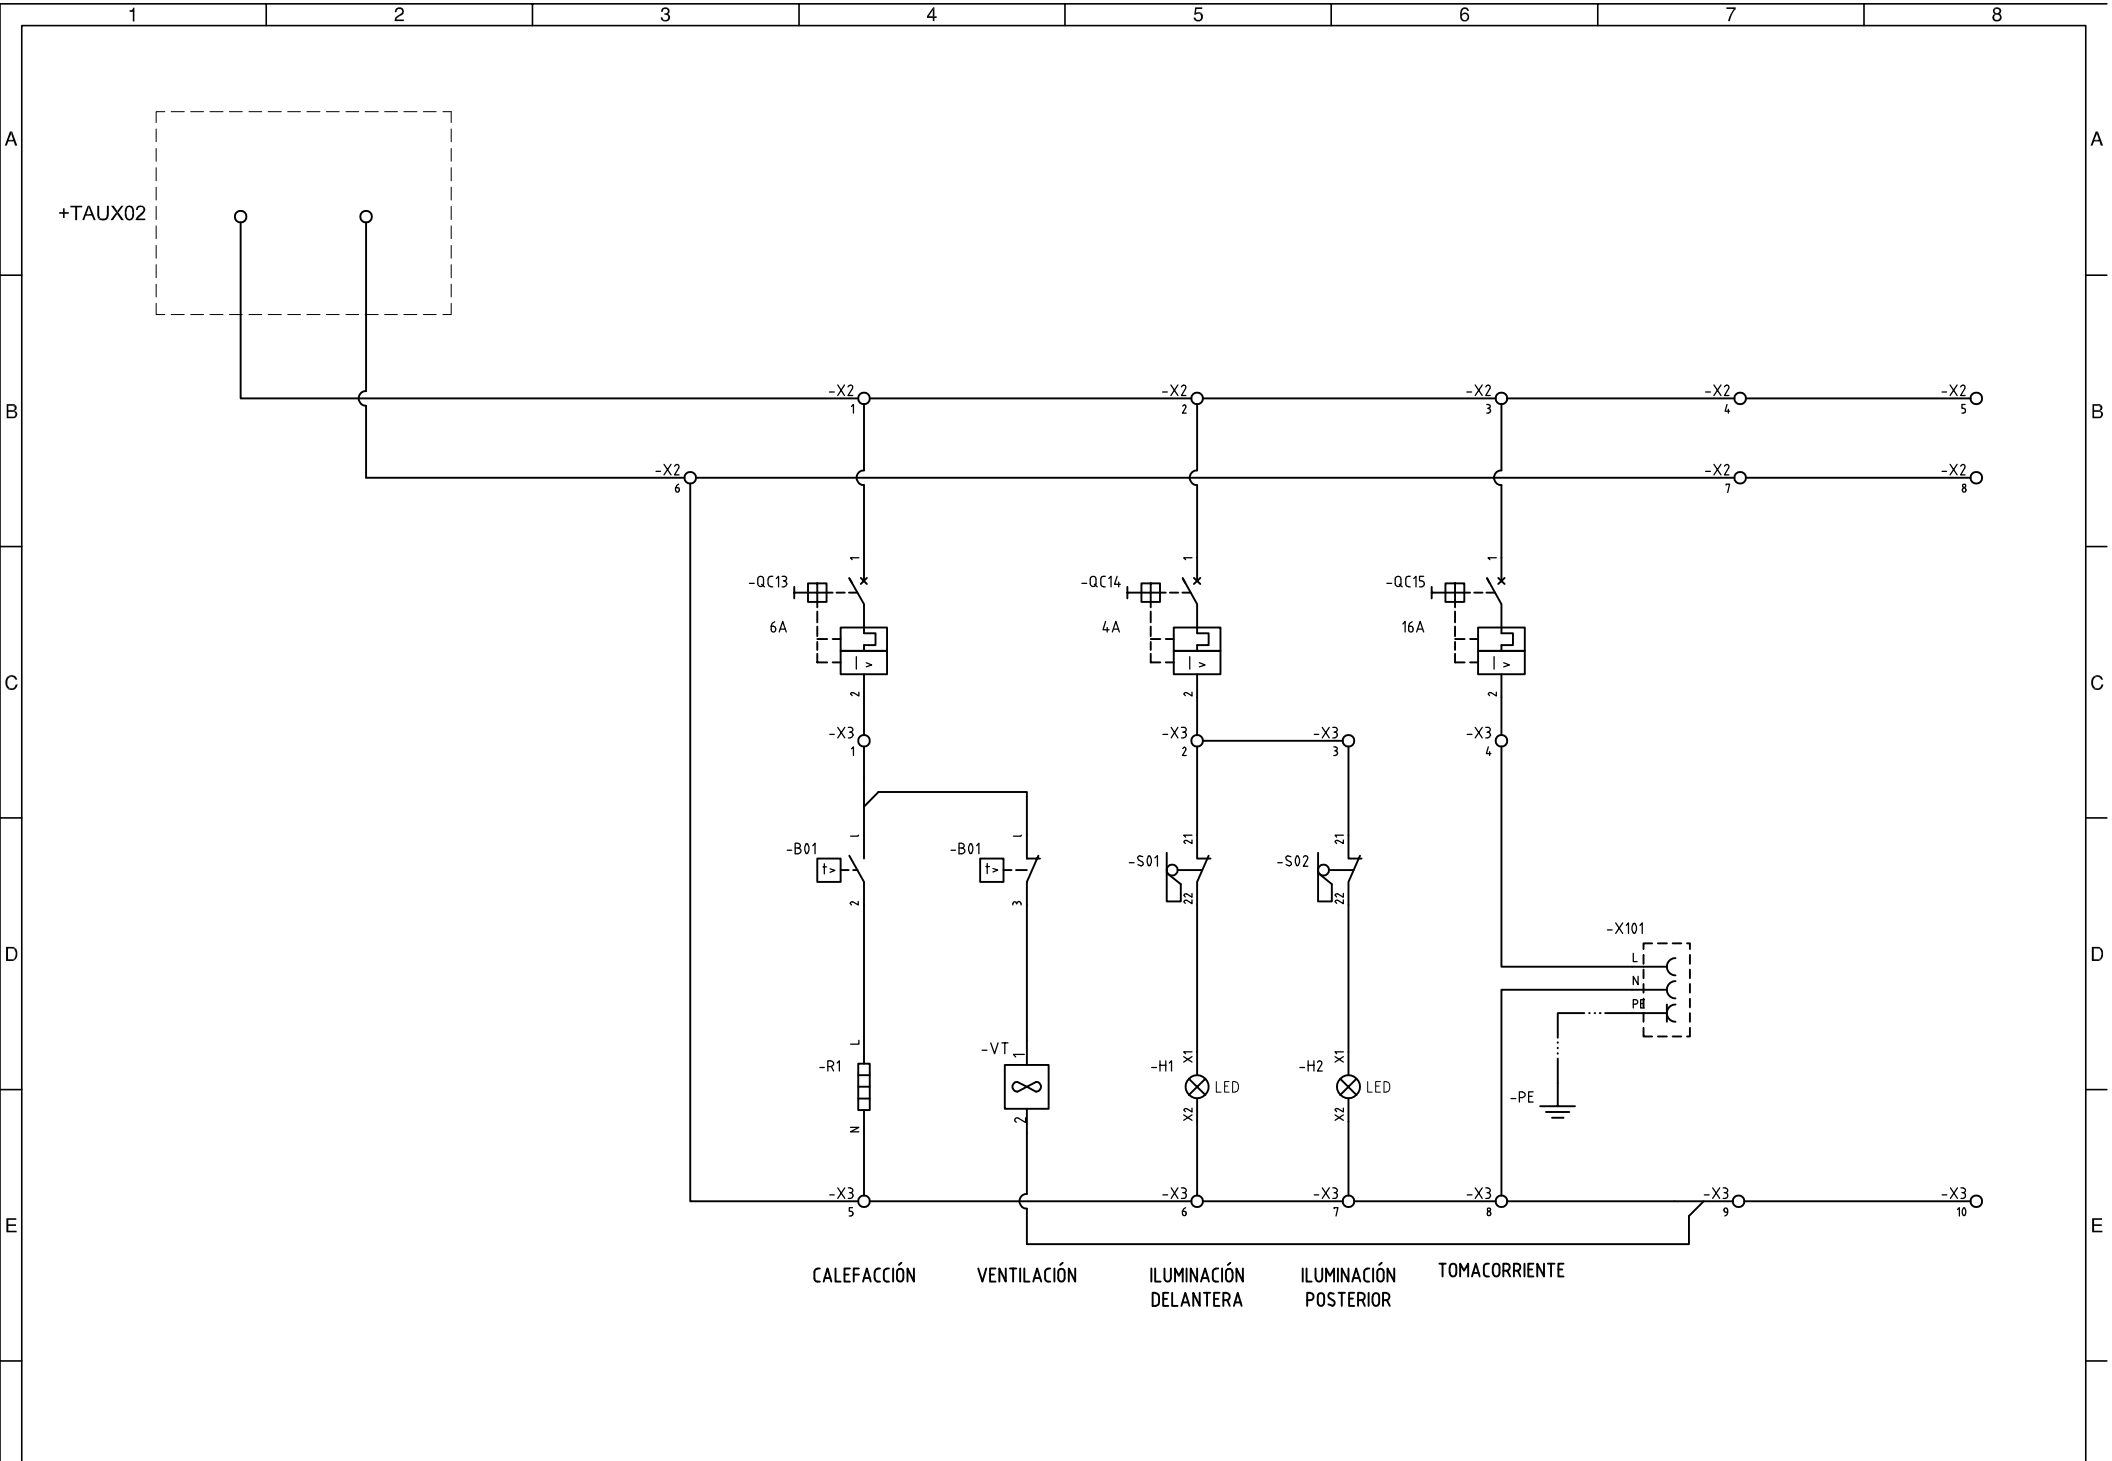 1 2 3 4 5 6 7 8
A A
+TAUX02
-X2 -X2 -X2 -X2 -X2
B 1 2 3 4 5 B
-X2 -X2 -X2
6 7 8
1 1 1
-QC13 -QC14 -QC15
6A 4A 16A
I > I > I >
C C
2 2 2
-X3 -X3 -X3 -X3
1 2 3 4
1 1 21 21
-B01 -B01 -S01 -S02
t> t>
2 3 22 22
-X101
D L D
N
PE
L -VT 1 X1 X1
-R1 -H1 LED -H2 LED
-PE
N 2 X2 X2
-X3 -X3 -X3 -X3 -X3 -X3
5 6 7 8 9 10
E E
CALEFACCIÓN VENTILACIÓN ILUMINACIÓN ILUMINACIÓN TOMACORRIENTE
DELANTERA POSTERIOR